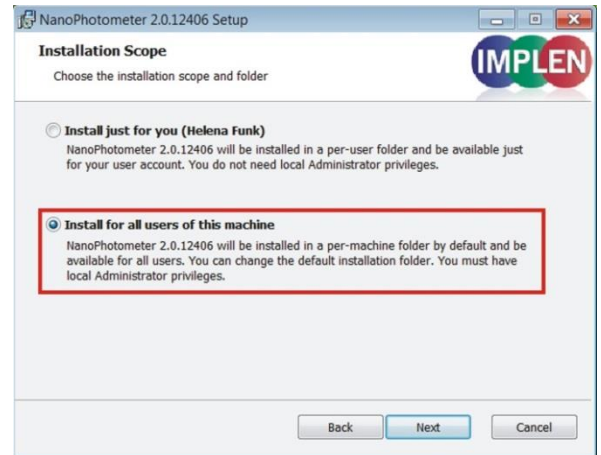 NanoPhotometer 2.0.12406 Setup
Installation Scope
Choose the installation scope and folder
IMPLEN
Install just for you (Helena Funk)
NanoPhotometer 2.0.12406 will be installed in a per-user folder and be available just
for your user account. You do not need local Administrator privileges.
Install for all users of this machine
NanoPhotometer 2.0.12406 will be installed in a per-machine folder by default and be
available for all users. You can change the default installation folder. You must have
local Administrator privileges.
Back Next Cancel